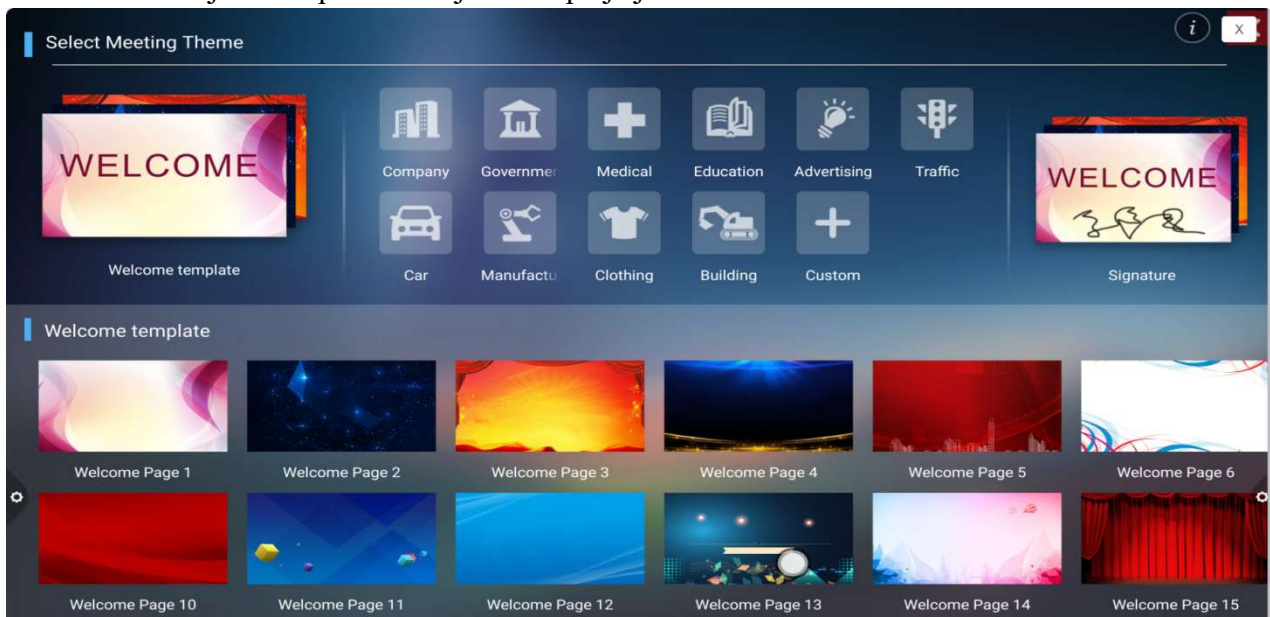 Select Meeting Theme
i
X
WELCOME
Welcome template
Company
Governmer
Medical
Education
Advertising
Traffic
Car
Manufactu
Clothing
Building
Custom
WELCOME
Signature
Welcome template
Welcome Page 1
Welcome Page 2
Welcome Page 3
Welcome Page 4
Welcome Page 5
Welcome Page 6
Welcome Page 10
Welcome Page 11
Welcome Page 12
Welcome Page 13
Welcome Page 14
Welcome Page 15